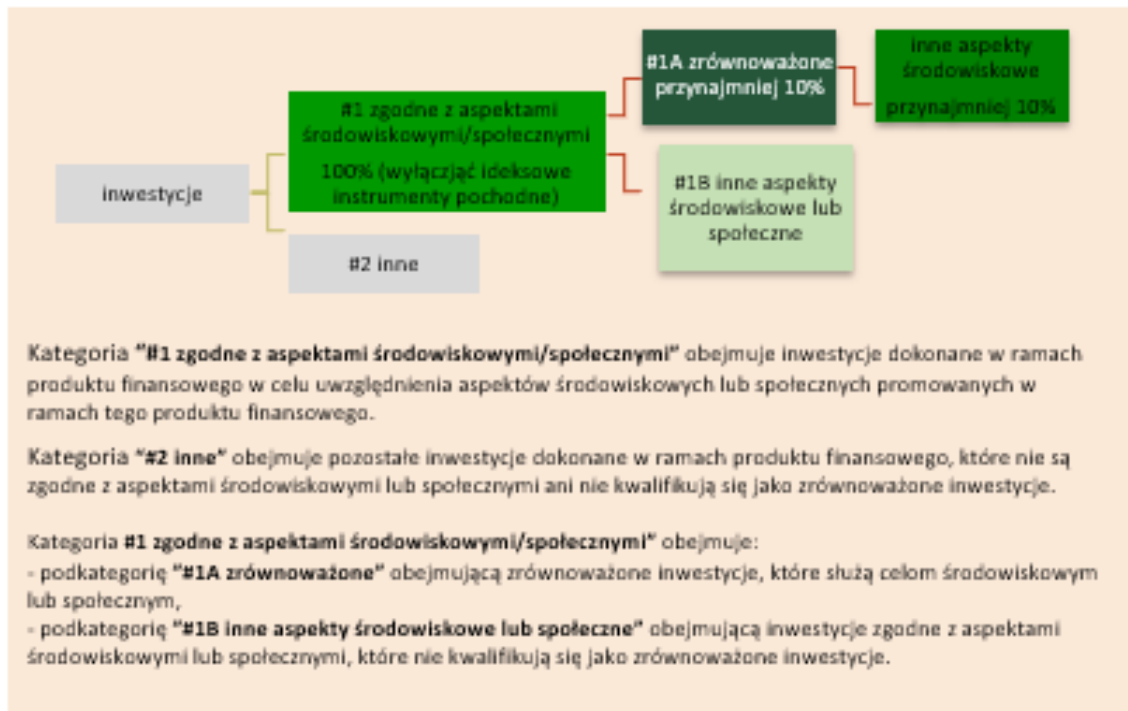 #1A zrównoważone
przynajmniej 10%
inne aspekty
środowiskowe
przynajmniej 10%
#1 zgodne z aspektami
środowiskowymi/społecznymi
100% (wyłączjąć ideksowe
instrumenty pochodne)
inwestycje
#1B inne aspekty
środowiskowe lub
społeczne
#2 inne
Kategoria "#1 zgodne z aspektami środowiskowymi/społecznymi" obejmuje inwestycje dokonane w ramach
produktu finansowego w celu uwzględnienia aspektów środowiskowych lub społecznych promowanych w
ramach tego produktu finansowego.
Kategoria "#2 inne" obejmuje pozostałe inwestycje dokonane w ramach produktu finansowego, które nie są
zgodne z aspektami środowiskowymi lub społecznymi ani nie kwalifikują się jako zrównoważone inwestycje.
Kategoria #1 zgodne z aspektami środowiskowymi/społecznymi" obejmuje:
- podkategorię "#1A zrównoważone" obejmującą zrównoważone inwestycje, które służą celom środowiskowym
lub społecznym,
- podkategorię "#1B inne aspekty środowiskowe lub społeczne" obejmującą inwestycje zgodne z aspektami
środowiskowymi lub społecznymi, które nie kwalifikują się jako zrównoważone inwestycje.